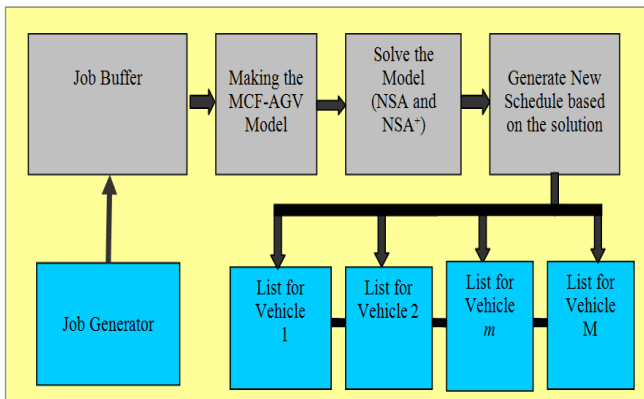 Job Buffer
Making the
MCF-AGV
Model
Solve the
Model
(NSA and
NSA⁺)
Generate New
Schedule based
on the solution
Job Generator
List for
Vehicle
1
List for
Vehicle 2
List for
Vehicle
m
List for
Vehicle
M